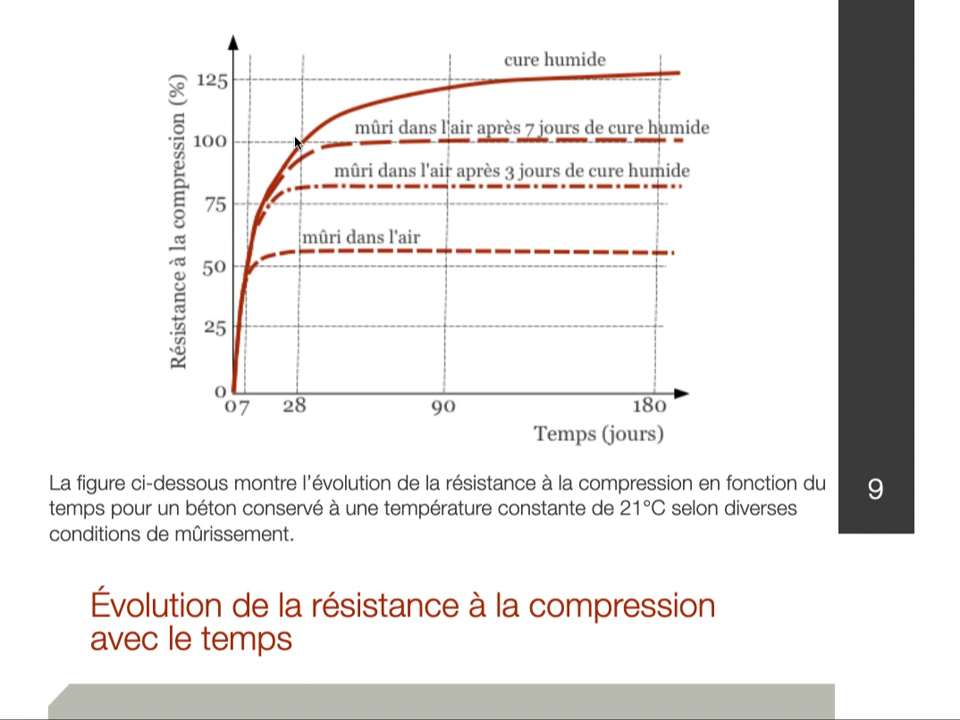 cure humide
125
mûri dans l'air après 7 jours de cure humide
100
mûri dans l'air après 3 jours de cure humide
75
mûri dans l'air
50
25
0
Résistance à la compression (%)
0 7 28 90 180
Temps (jours)
La figure ci-dessous montre l'évolution de la résistance à la compression en fonction du
temps pour un béton conservé à une température constante de 21°C selon diverses
conditions de mûrissement.
9
Évolution de la résistance à la compression
avec le temps